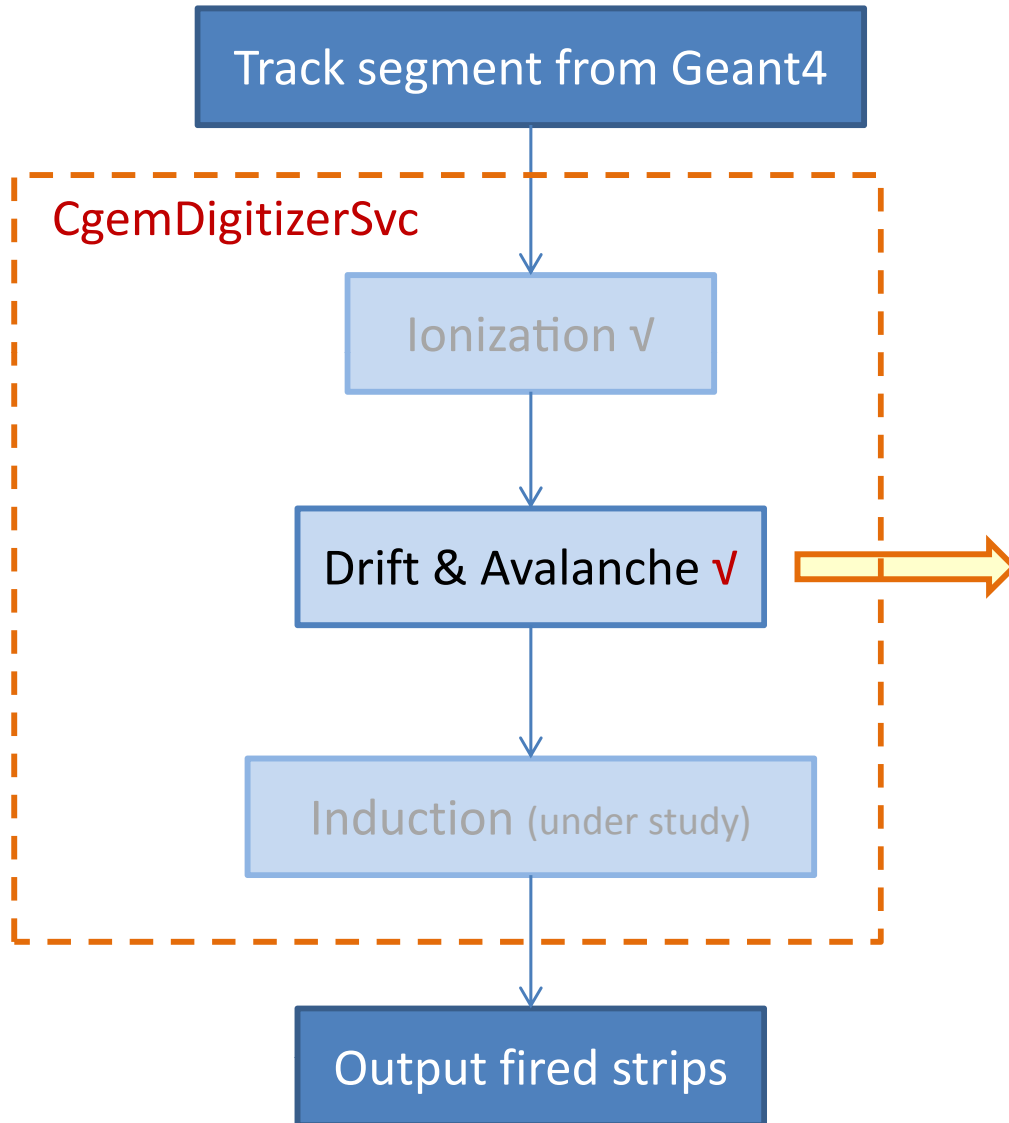 Track segment from Geant4
CgemDigitizerSvc
Ionization √
Drift & Avalanche √
Induction (under study)
Output fired strips